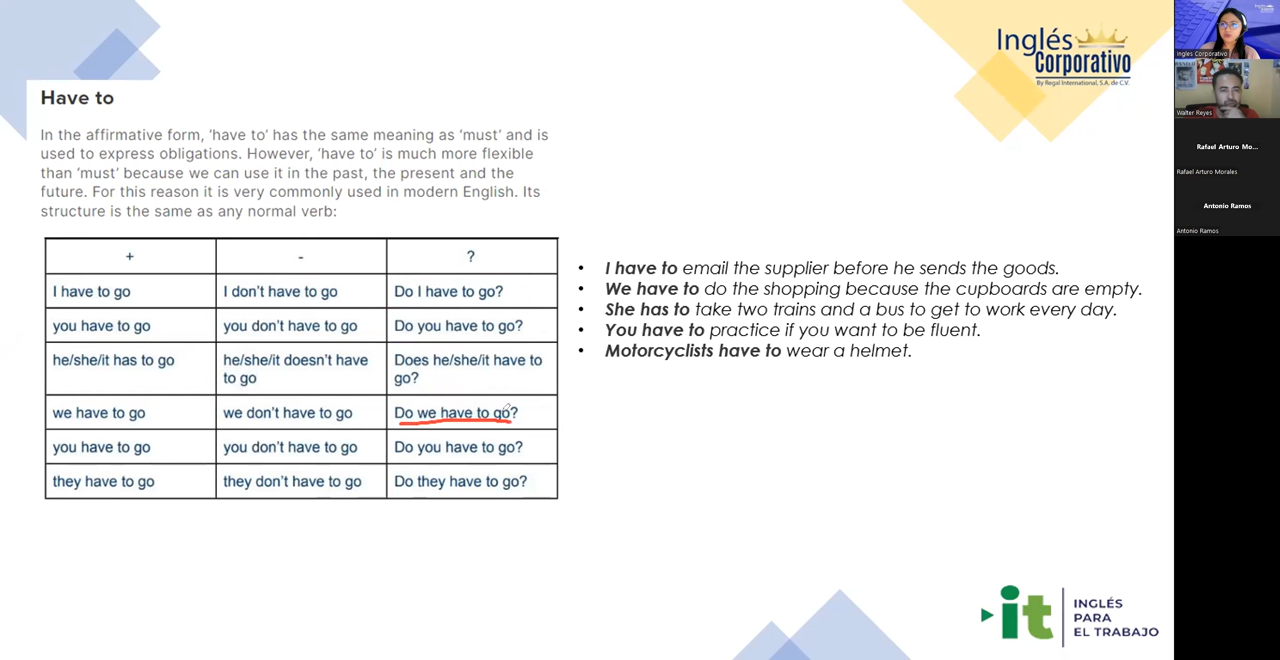 Inglés
Corporativo
By Regal International, S.A. de C.V.
Have to
In the affirmative form, ‘have to’ has the same meaning as ‘must’ and is
used to express obligations. However, ‘have to’ is much more flexible
than ‘must’ because we can use it in the past, the present and the
future. For this reason it is very commonly used in modern English. Its
structure is the same as any normal verb:
+ - ?
I have to go I don’t have to go Do I have to go?
you have to go you don’t have to go Do you have to go?
he/she/it has to go he/she/it doesn’t have to go Does he/she/it have to go?
we have to go we don’t have to go Do we have to go?
you have to go you don’t have to go Do you have to go?
they have to go they don’t have to go Do they have to go?
• I have to email the supplier before he sends the goods.
• We have to do the shopping because the cupboards are empty.
• She has to take two trains and a bus to get to work every day.
• You have to practice if you want to be fluent.
• Motorcyclists have to wear a helmet.
it
INGLÉS
PARA
EL TRABAJO
Ingles Corporativo
Walter Reyes
Rafael Arturo Mo...
Rafael Arturo Morales
Antonio Ramos
Antonio Ramos